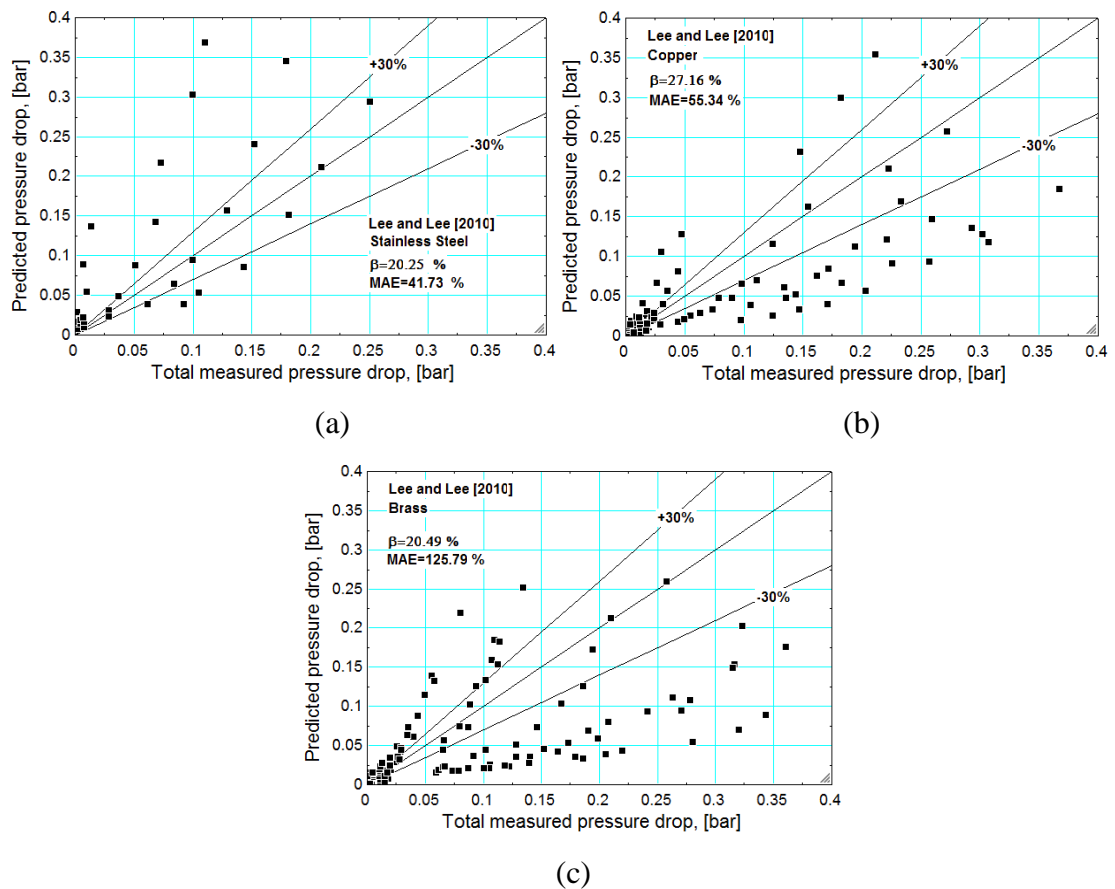 0.4
0.35
0.3
0.25
0.2
0.15
0.1
0.05
0
Predicted pressure drop, [bar]
+30%
-30%
Lee and Lee [2010]
Stainless Steel
β=20.25 %
MAE=41.73 %
0 0.05 0.1 0.15 0.2 0.25 0.3 0.35 0.4
Total measured pressure drop, [bar]
(a)
0.4
0.35
0.3
0.25
0.2
0.15
0.1
0.05
0
Predicted pressure drop, [bar]
Lee and Lee [2010]
Copper
β=27.16 %
MAE=55.34 %
+30%
-30%
0 0.05 0.1 0.15 0.2 0.25 0.3 0.35 0.4
Total measured pressure drop, [bar]
(b)
0.4
0.35
0.3
0.25
0.2
0.15
0.1
0.05
0
Predicted pressure drop, [bar]
Lee and Lee [2010]
Brass
β=20.49 %
MAE=125.79 %
+30%
-30%
0 0.05 0.1 0.15 0.2 0.25 0.3 0.35 0.4
Total measured pressure drop, [bar]
(c)